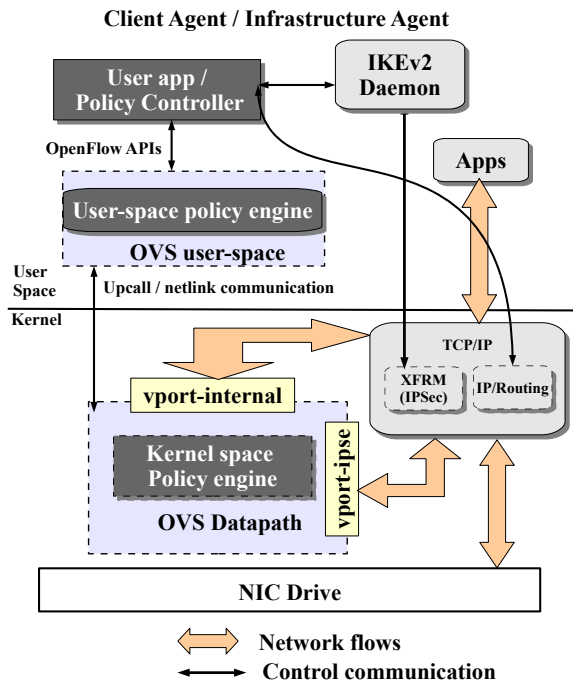 Client Agent / Infrastructure Agent
User app /
Policy Controller
IKEv2
Daemon
OpenFlow APIs
Apps
User-space policy engine
OVS user-space
User
Space
Upcall / netlink communication
Kernel
TCP/IP
XFRM
(IPSec)
IP/Routing
vport-internal
Kernel space
Policy engine
vport-ipse
OVS Datapath
NIC Drive
Network flows
Control communication